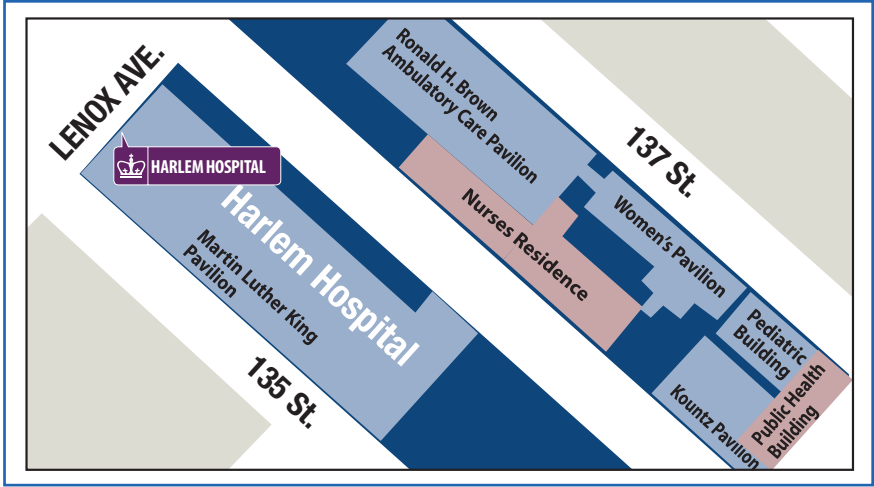 LENOX AVE.
HARLEM HOSPITAL
Harlem Hospital
Martin Luther King
Pavilion
135 St.
Ronald H. Brown
Ambulatory Care Pavilion
Nurses Residence
137 St.
Women's Pavilion
Pediatric
Building
Kountz Pavilion
Public Health
Building